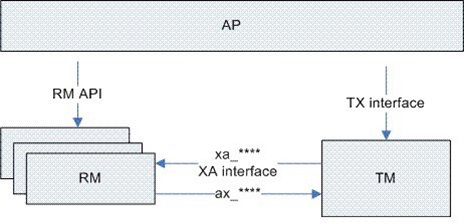 AP
RM API
TX interface
xa_****
XA interface
RM
TM
ax_****